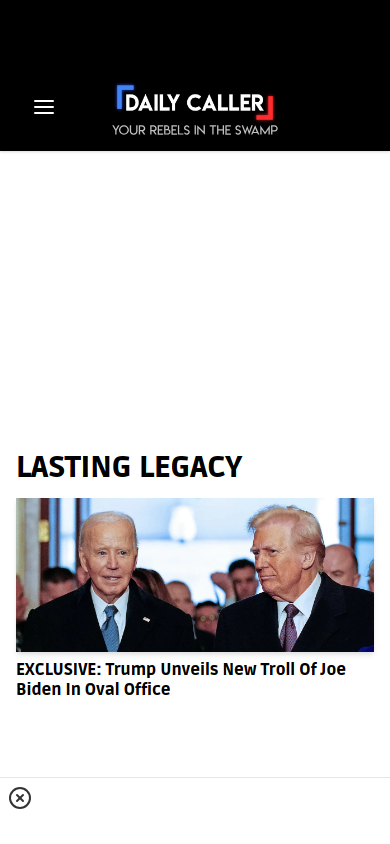 DAILY CALLER
YOUR REBELS IN THE SWAMP
LASTING LEGACY
EXCLUSIVE: Trump Unveils New Troll Of Joe
Biden In Oval Office